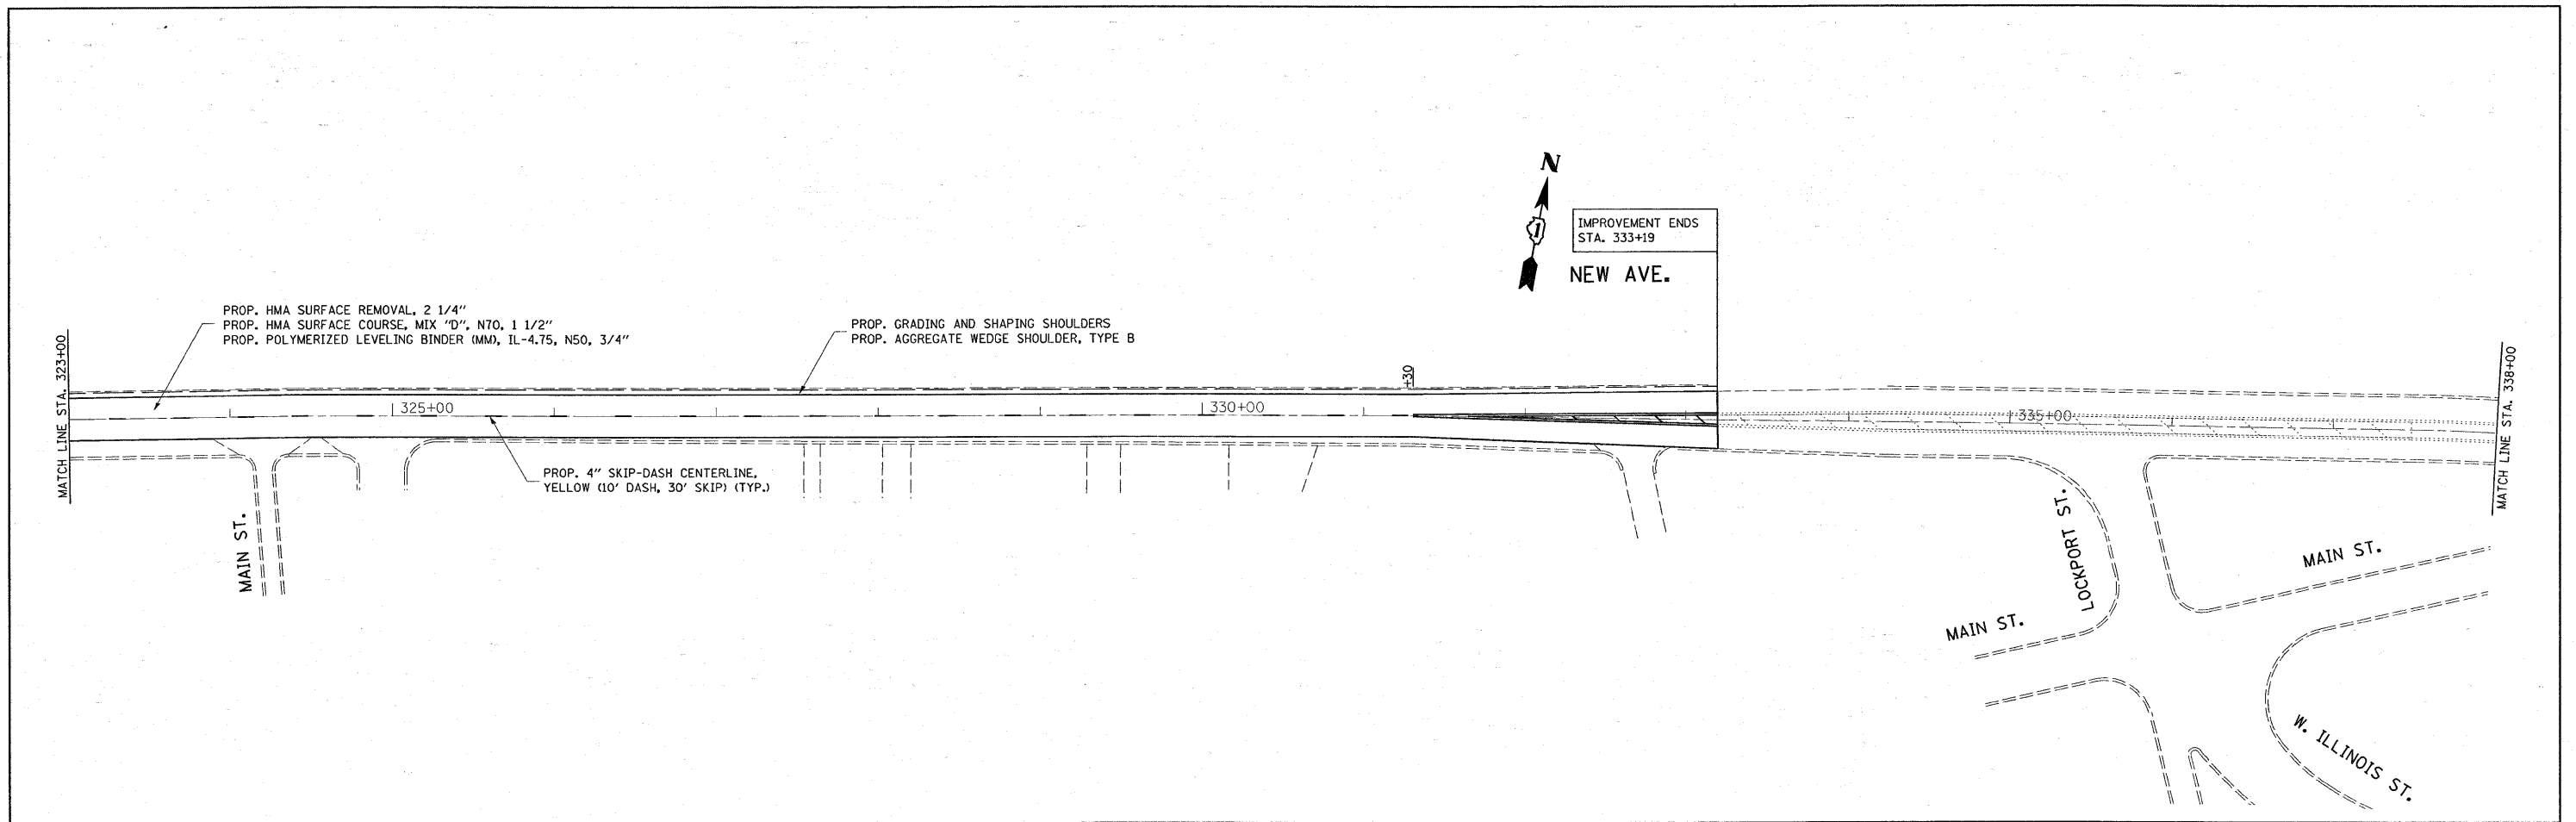 N
1
IMPROVEMENT ENDS
STA. 333+19
NEW AVE.
PROP. HMA SURFACE REMOVAL, 2 1/4"
PROP. HMA SURFACE COURSE, MIX "D", N70, 1 1/2"
PROP. POLYMERIZED LEVELING BINDER (MM), IL-4.75, N50, 3/4"
PROP. GRADING AND SHAPING SHOULDERS
PROP. AGGREGATE WEDGE SHOULDER, TYPE B
MATCH LINE STA. 323+00
+30
MATCH LINE STA. 338+00
325+00
330+00
335+00
PROP. 4" SKIP-DASH CENTERLINE,
YELLOW (10' DASH, 30' SKIP) (TYP.)
MAIN ST.
LOCKPORT ST.
MAIN ST.
MAIN ST.
W. ILLINOIS ST.